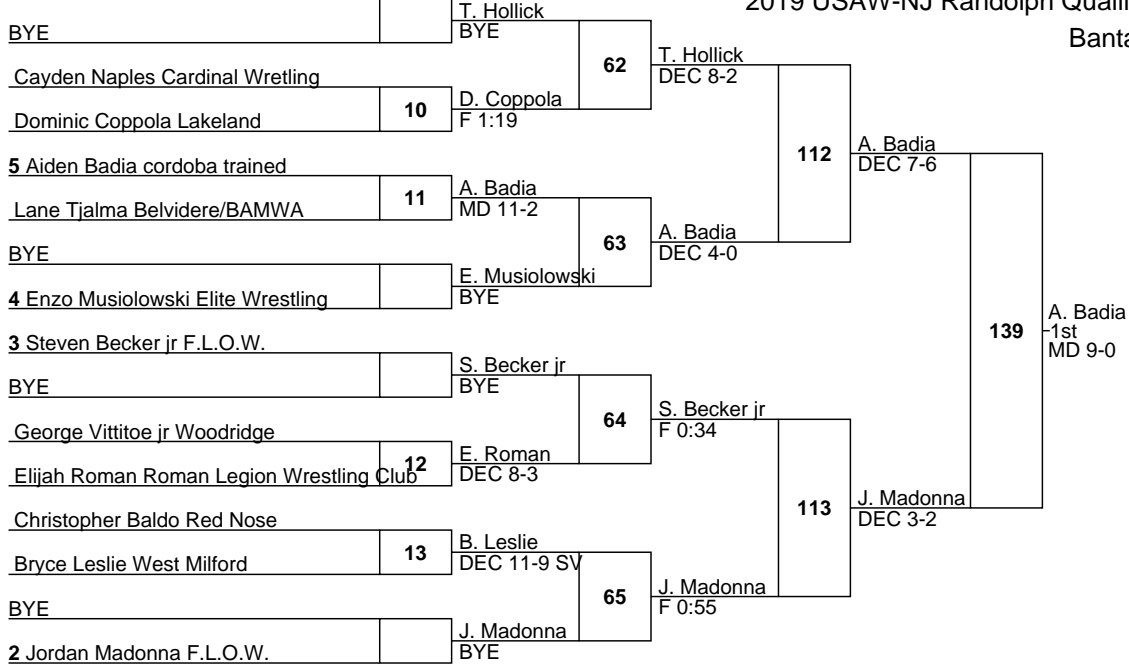 2019 USAW-NJ Randolph Quali
Banta
BYE
T. Hollick
BYE
62
T. Hollick
DEC 8-2
Cayden Naples Cardinal Wretling
Dominic Coppola Lakeland
10
D. Coppola
F 1:19
112
A. Badia
DEC 7-6
5 Aiden Badia cordoba trained
Lane Tjalma Belvidere/BAMWA
11
A. Badia
MD 11-2
63
A. Badia
DEC 4-0
BYE
4 Enzo Musiolowski Elite Wrestling
E. Musiolowski
BYE
139
A. Badia
1st
MD 9-0
3 Steven Becker jr F.L.O.W.
BYE
S. Becker jr
BYE
64
S. Becker jr
F 0:34
George Vittitoe jr Woodridge
Elijah Roman Roman Legion Wrestling Club
12
E. Roman
DEC 8-3
113
J. Madonna
DEC 3-2
Christopher Baldo Red Nose
Bryce Leslie West Milford
13
B. Leslie
DEC 11-9 SV
65
J. Madonna
F 0:55
BYE
2 Jordan Madonna F.L.O.W.
J. Madonna
BYE